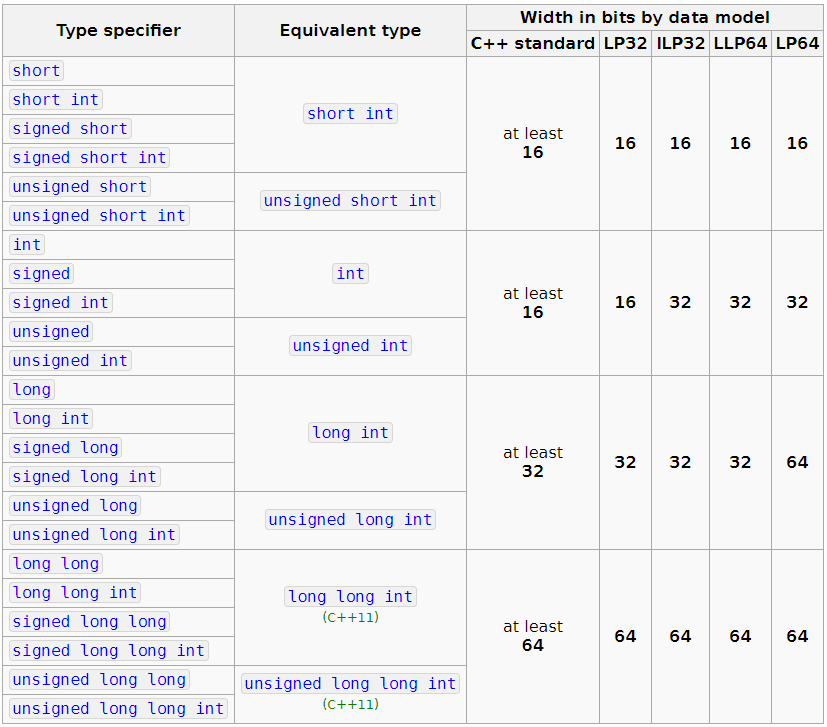 Type specifier Equivalent type Width in bits by data model
C++ standard LP32 ILP32 LLP64 LP64
short
short int
signed short
signed short int
short int
unsigned short
unsigned short int
unsigned short int
at least
16 16 16 16 16
int
signed
signed int
int
unsigned
unsigned int
unsigned int
at least
16 16 32 32 32
long
long int
signed long
signed long int
long int
unsigned long
unsigned long int
unsigned long int
at least
32 32 32 32 64
long long
long long int
signed long long
signed long long int
long long int
(C++11)
unsigned long long
unsigned long long int
unsigned long long int
(C++11)
at least
64 64 64 64 64